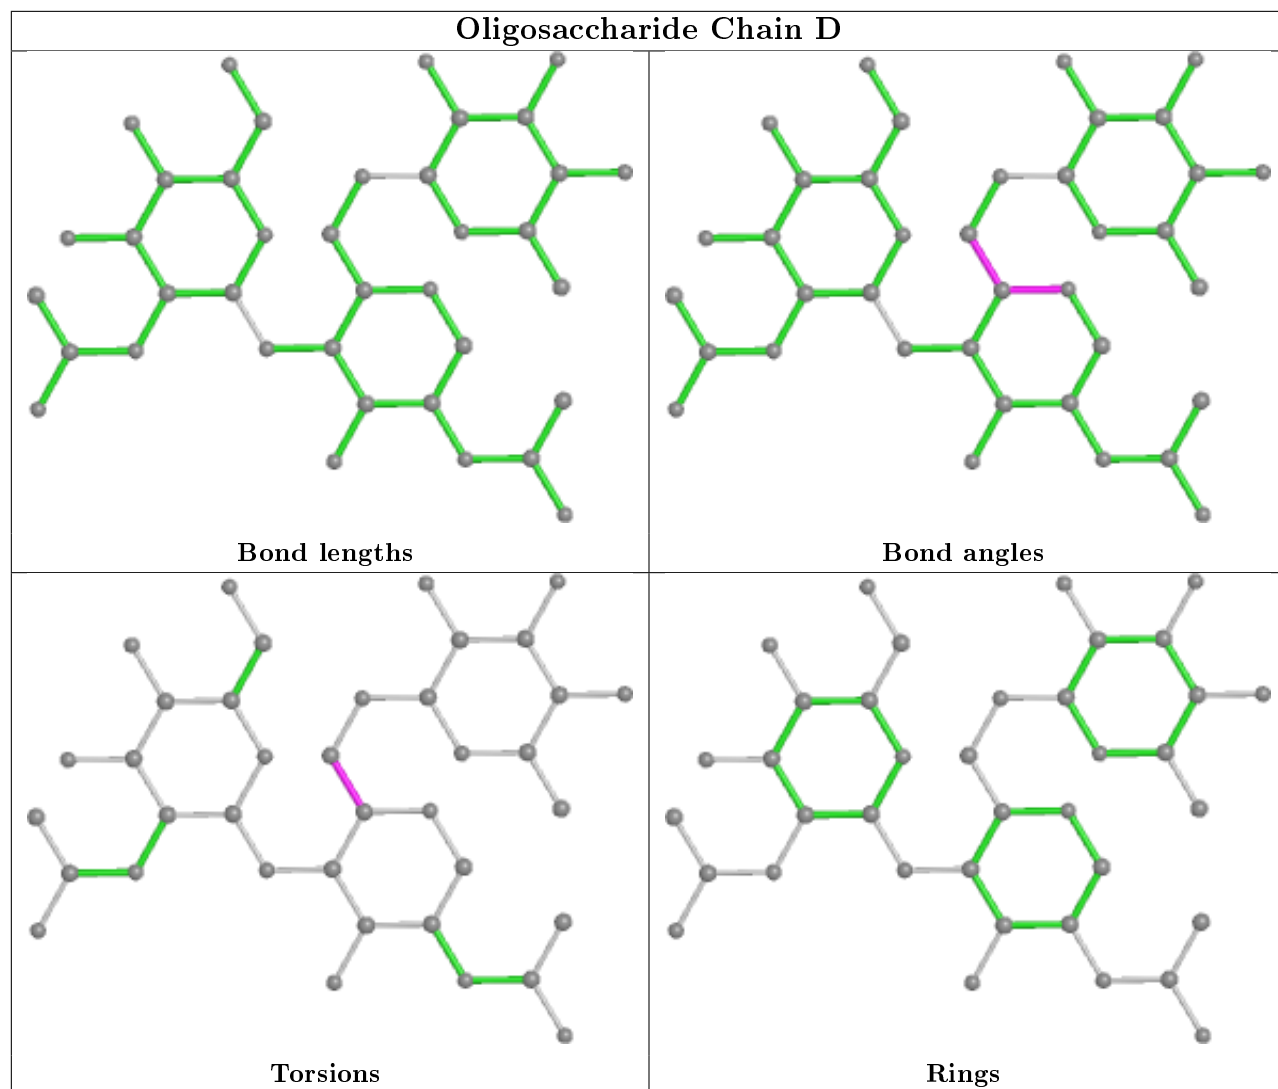 Oligosaccharide Chain D
Bond lengths
Bond angles
Torsions
Rings